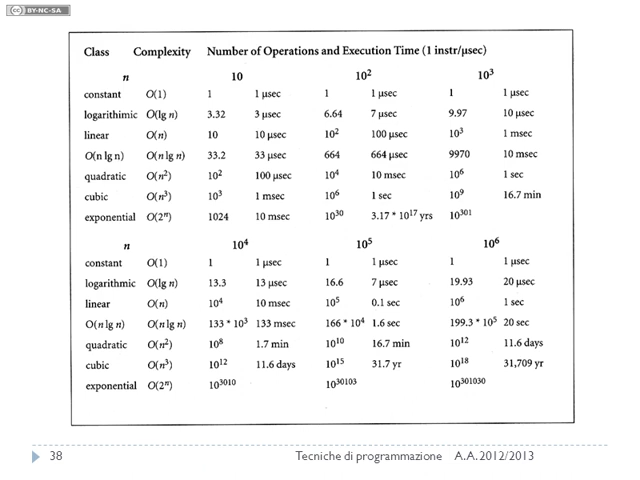 CC BY-NC-SA
Class Complexity Number of Operations and Execution Time (1 instr/μsec)
n 10 10² 10³
constant O(1) 1 1 μsec 1 1 μsec 1 1 μsec
logarithimic O(lg n) 3.32 3 μsec 6.64 7 μsec 9.97 10 μsec
linear O(n) 10 10 μsec 10² 100 μsec 10³ 1 msec
O(n lg n) O(n lg n) 33.2 33 μsec 664 664 μsec 9970 10 msec
quadratic O(n²) 10² 100 μsec 10⁴ 10 msec 10⁶ 1 sec
cubic O(n³) 10³ 1 msec 10⁶ 1 sec 10⁹ 16.7 min
exponential O(2ⁿ) 1024 10 msec 10³⁰ 3.17 * 10¹⁷ yrs 10³⁰¹
n 10⁴ 10⁵ 10⁶
constant O(1) 1 1 μsec 1 1 μsec 1 1 μsec
logarithmic O(lg n) 13.3 13 μsec 16.6 7 μsec 19.93 20 μsec
linear O(n) 10⁴ 10 msec 10⁵ 0.1 sec 10⁶ 1 sec
O(n lg n) O(n lg n) 133 * 10³ 133 msec 166 * 10⁴ 1.6 sec 199.3 * 10⁵ 20 sec
quadratic O(n²) 10⁸ 1.7 min 10¹⁰ 16.7 min 10¹² 11.6 days
cubic O(n³) 10¹² 11.6 days 10¹⁵ 31.7 yr 10¹⁸ 31,709 yr
exponential O(2ⁿ) 10³⁰¹⁰ 10³⁰¹⁰³ 10³⁰¹⁰³⁰
38 Tecniche di programmazione A.A. 2012/2013